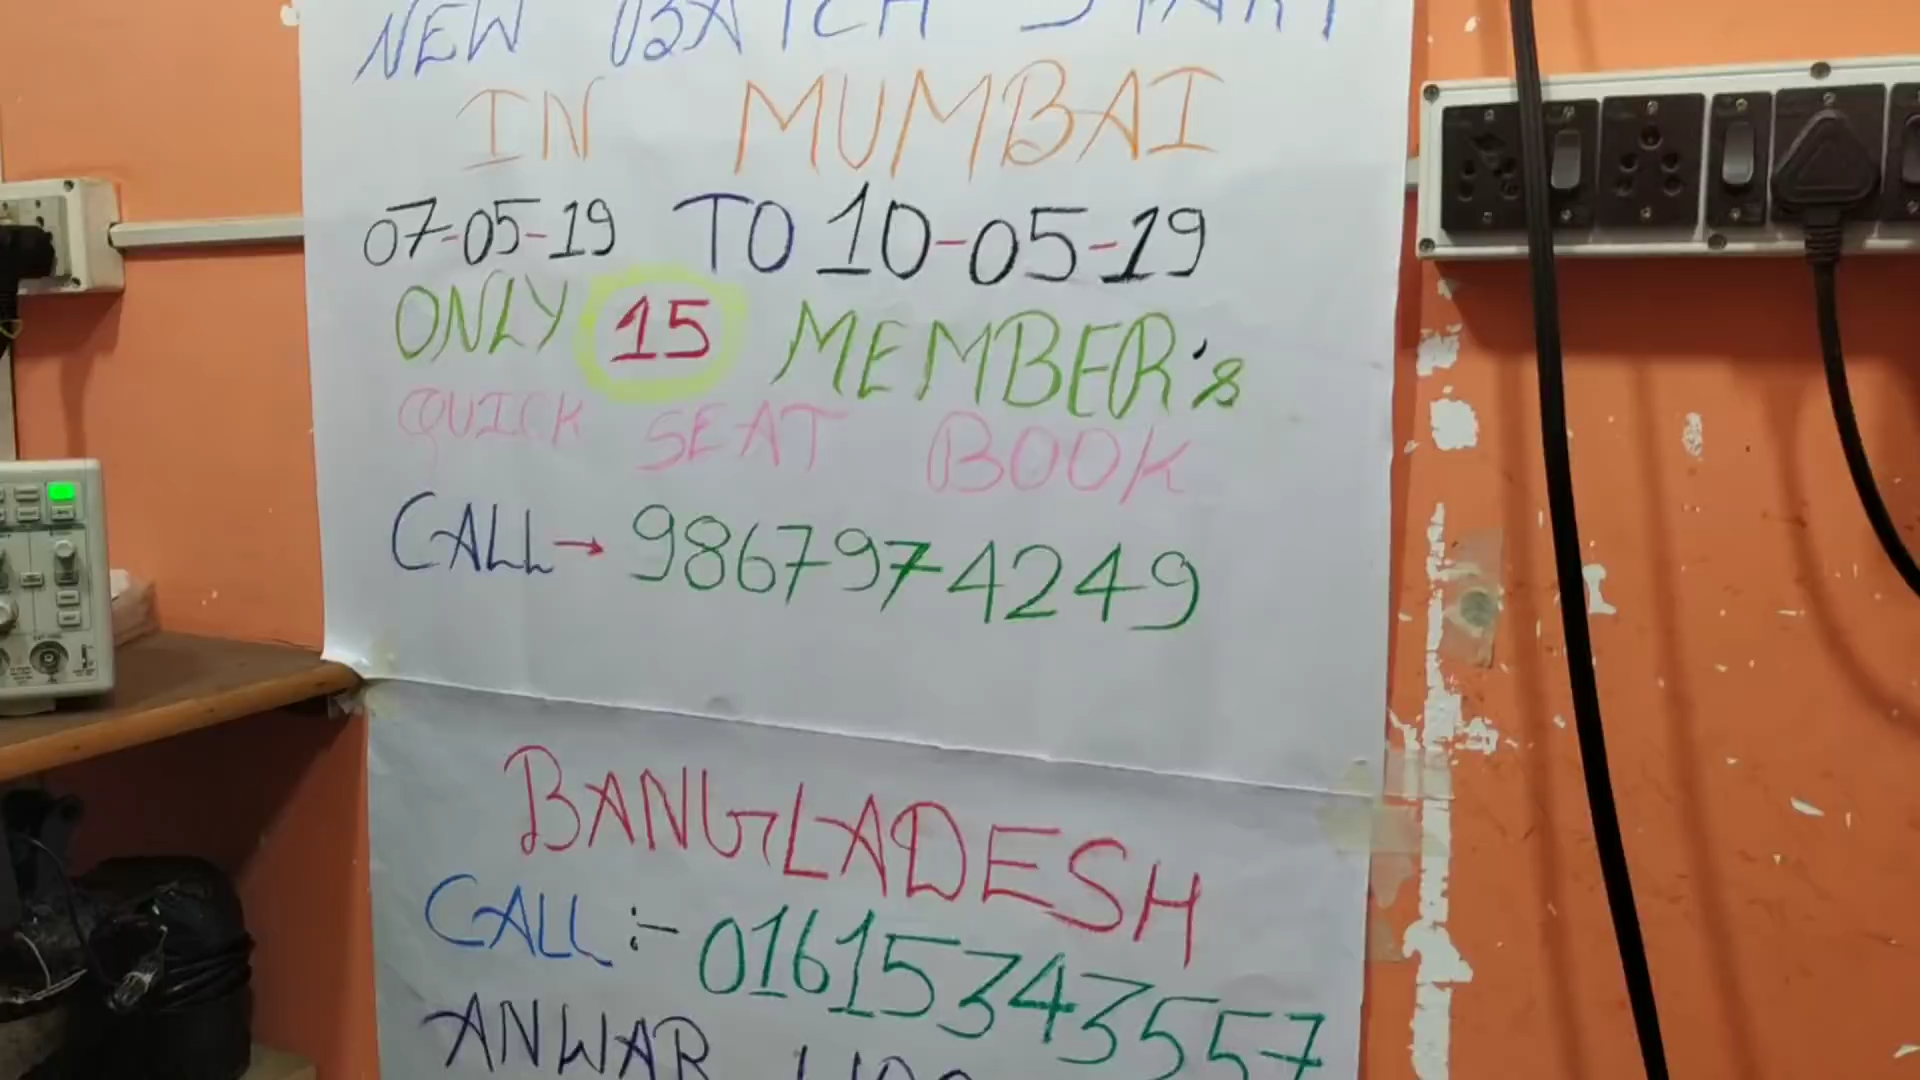 NEW BATCH START
IN MUMBAI
07-05-19 TO 10-05-19
ONLY 15 MEMBER's
QUICK SEAT BOOK
CALL→ 9867974249
BANGLADESH
CALL :- 01615343557
ANWAR